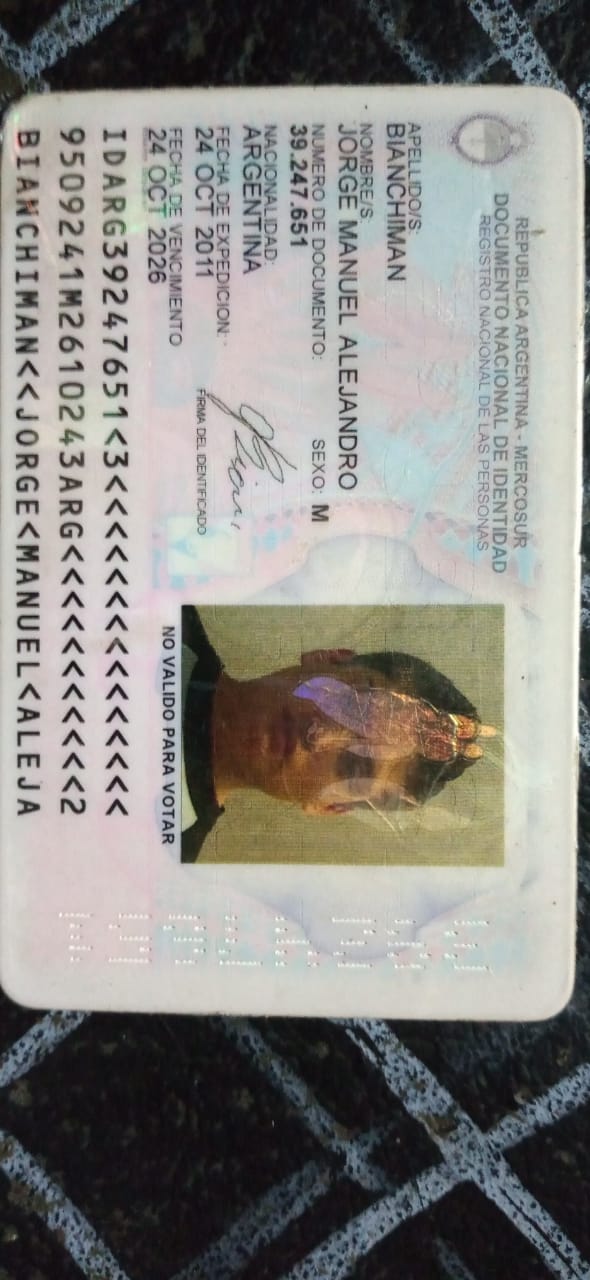 REPUBLICA ARGENTINA - MERCOSUR
DOCUMENTO NACIONAL DE IDENTIDAD
REGISTRO NACIONAL DE LAS PERSONAS
APELLIDO/S:
BIANCHIMAN
NOMBRE/S:
JORGE MANUEL ALEJANDRO
NUMERO DE DOCUMENTO: SEXO: M
39.247.651
NACIONALIDAD:
ARGENTINA
FECHA DE EXPEDICION:
24 OCT 2011
FIRMA DEL IDENTIFICADO
FECHA DE VENCIMIENTO
24 OCT 2026
NO VALIDO PARA VOTAR
IDARG39247651<3<<<<<<<<<<<<<<<
9509241M2610243ARG<<<<<<<<<<<2
BIANCHIMAN<<JORGE<MANUEL<ALEJA